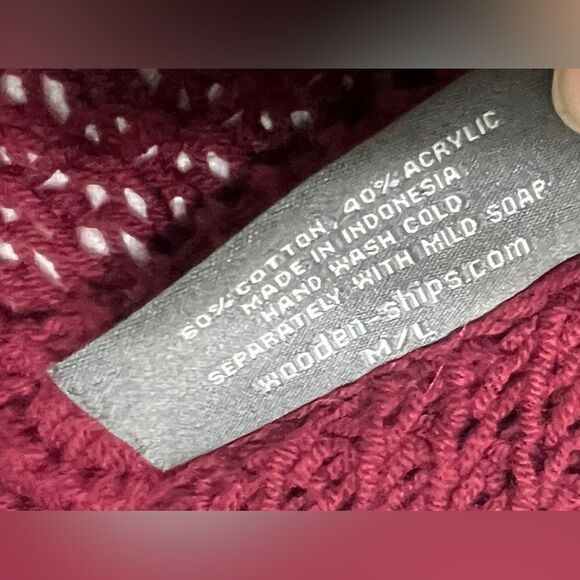 60% COTTON, 40% ACRYLIC
MADE IN INDONESIA
HAND WASH COLD
SEPARATELY WITH MILD SOAP
wooden-ships.com
M/L